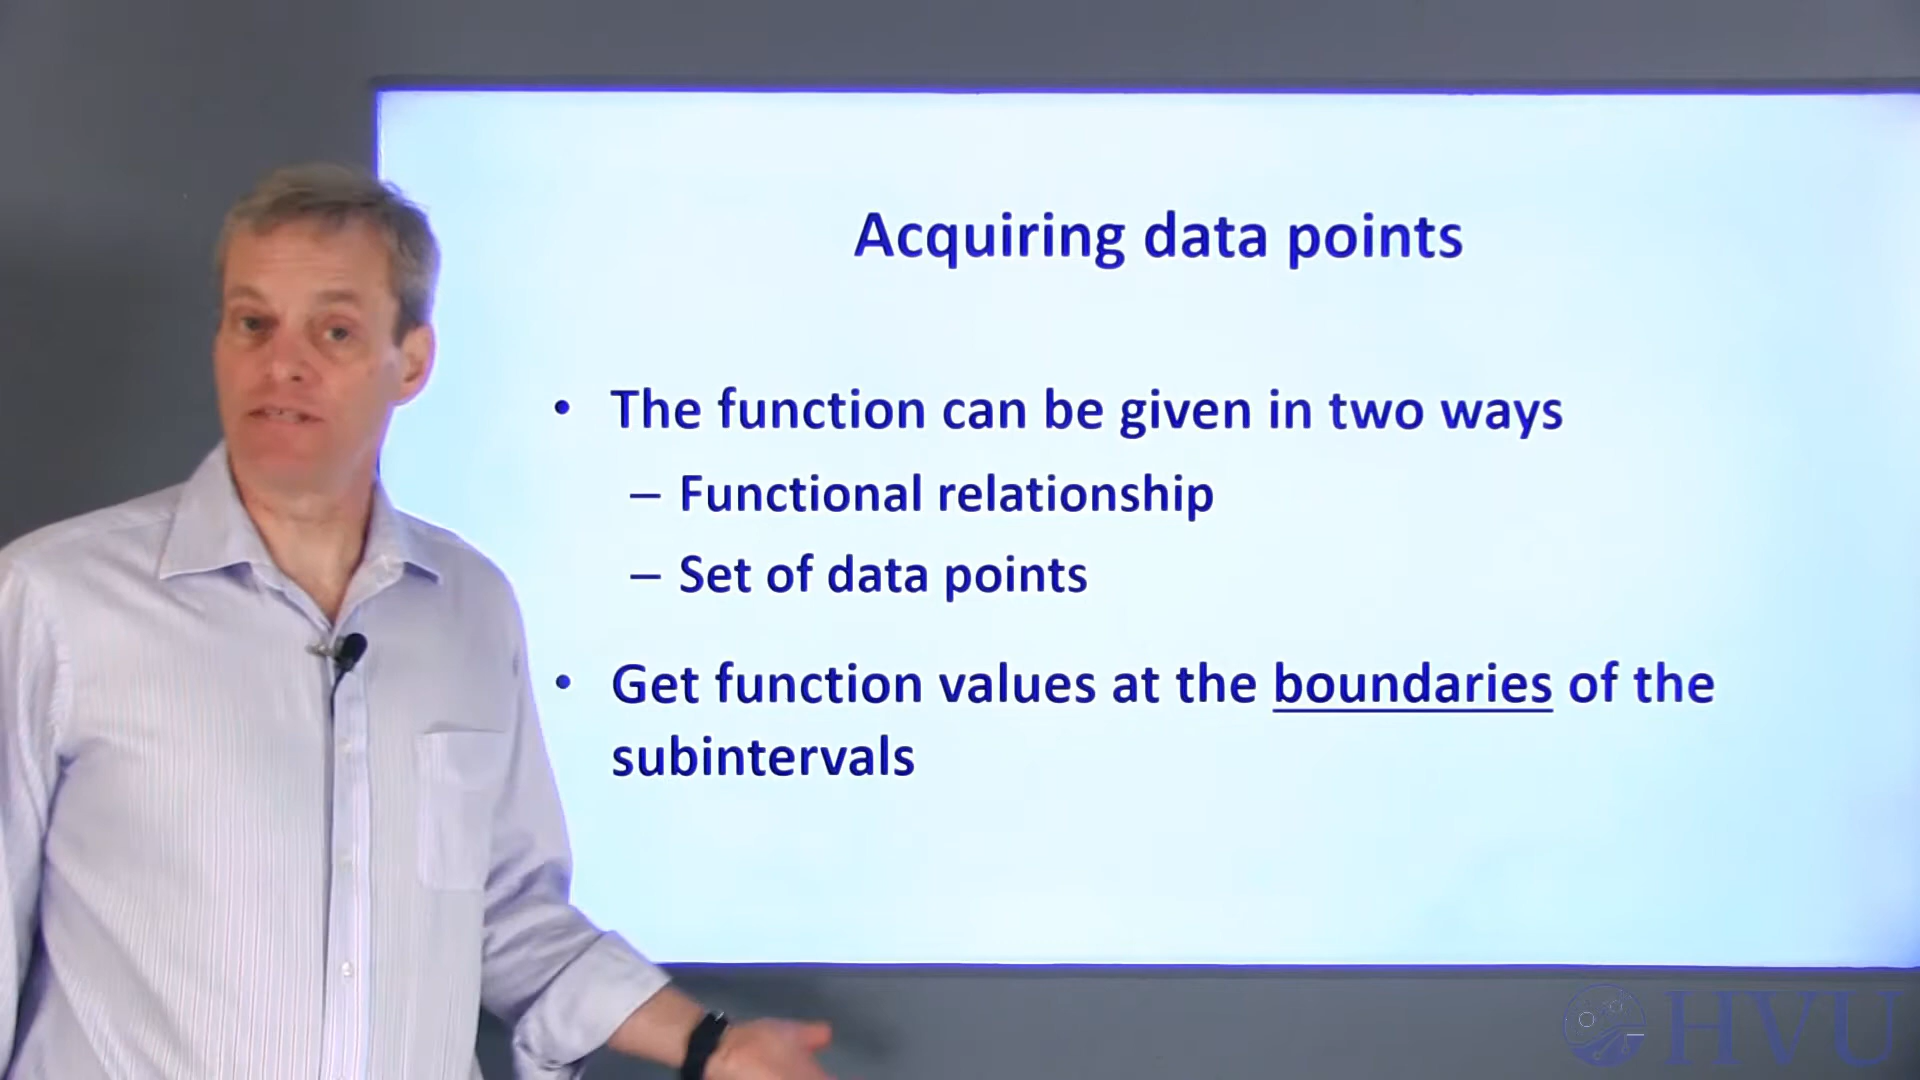 Acquiring data points
• The function can be given in two ways
– Functional relationship
– Set of data points
• Get function values at the boundaries of the
subintervals
HVU